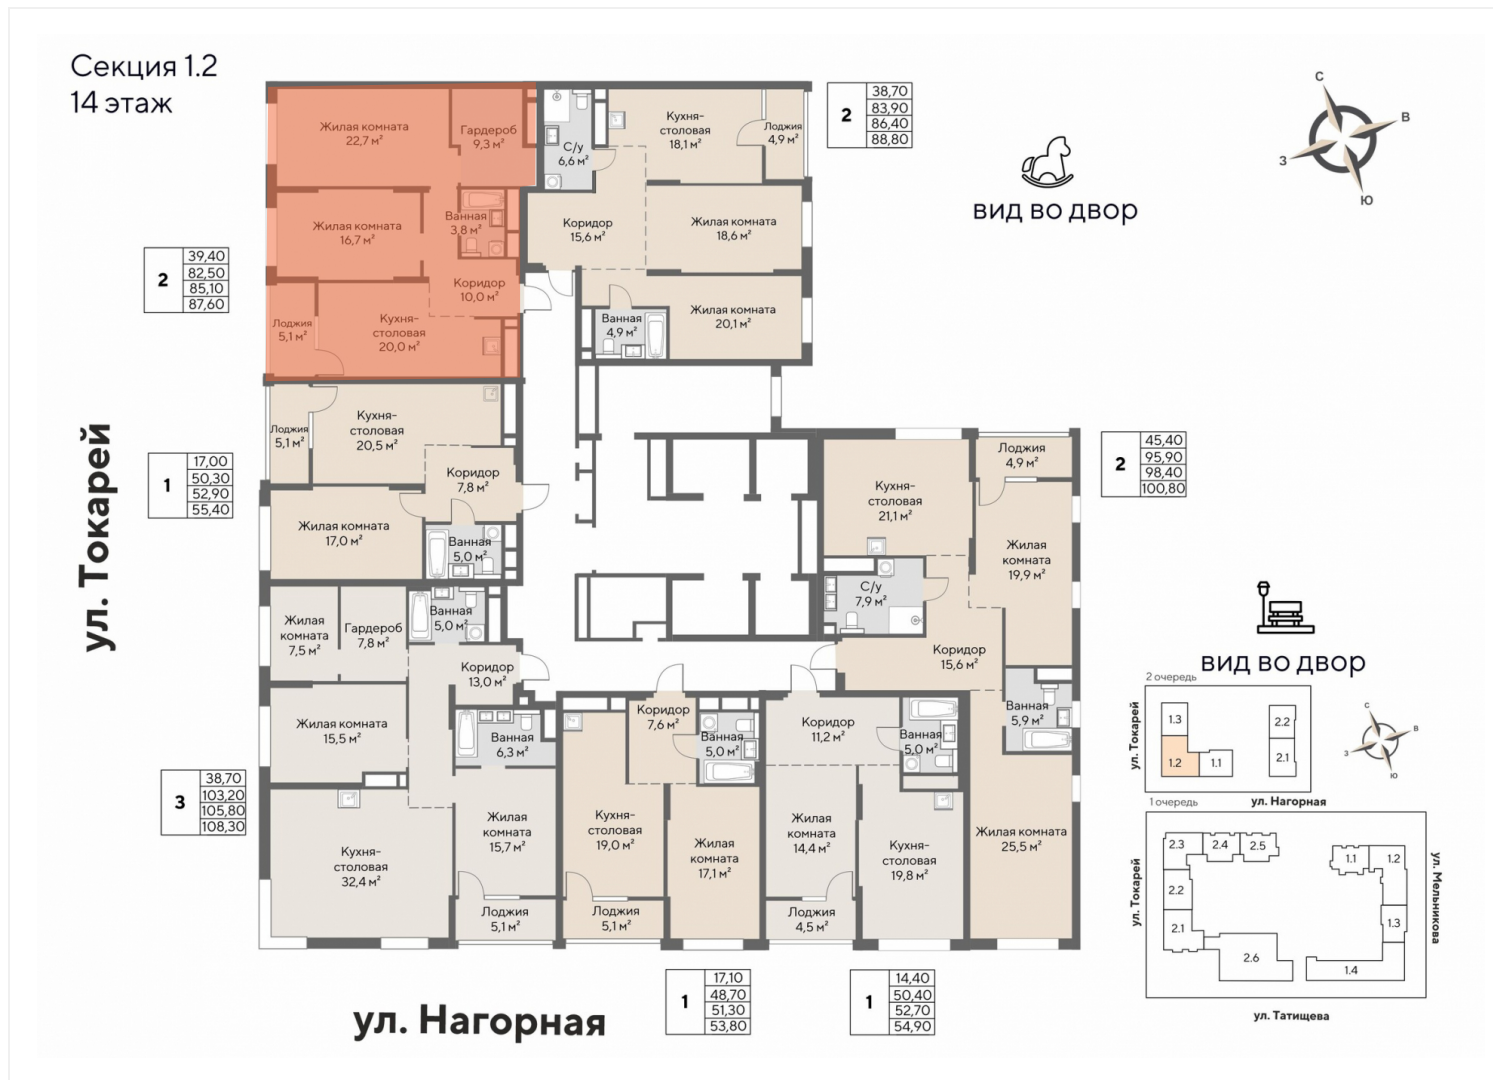 Секция 1.2
14 этаж
Жилая комната
22,7 м²
Гардероб
9,3 м²
Жилая комната
16,7 м²
Ванная
3,8 м²
Коридор
10,0 м²
Лоджия
5,1 м²
Кухня-
столовая
20,0 м²
2
39,40
82,50
85,10
87,60
С/у
6,6 м²
Кухня-
столовая
18,1 м²
Лоджия
4,9 м²
Коридор
15,6 м²
Жилая комната
18,6 м²
Ванная
4,9 м²
Жилая комната
20,1 м²
2
38,70
83,90
86,40
88,80
вид во двор
С
В
З
Ю
ул. Токарей
1
17,00
50,30
52,90
55,40
Лоджия
5,1 м²
Кухня-
столовая
20,5 м²
Коридор
7,8 м²
Жилая комната
17,0 м²
Ванная
5,0 м²
Кухня-
столовая
21,1 м²
Лоджия
4,9 м²
Жилая
комната
19,9 м²
С/у
7,9 м²
Коридор
15,6 м²
Ванная
5,9 м²
Жилая комната
25,5 м²
2
45,40
95,90
98,40
100,80
Жилая
комната
7,5 м²
Гардероб
7,8 м²
Ванная
5,0 м²
Коридор
13,0 м²
Жилая комната
15,5 м²
Ванная
6,3 м²
Кухня-
столовая
32,4 м²
Жилая
комната
15,7 м²
Лоджия
5,1 м²
3
38,70
103,20
105,80
108,30
Коридор
7,6 м²
Ванная
5,0 м²
Кухня-
столовая
19,0 м²
Жилая
комната
17,1 м²
Лоджия
5,1 м²
Коридор
11,2 м²
Ванная
5,0 м²
Жилая
комната
14,4 м²
Кухня-
столовая
19,8 м²
Лоджия
4,5 м²
1
17,10
48,70
51,30
53,80
1
14,40
50,40
52,70
54,90
ул. Нагорная
вид во двор
2 очередь
ул. Токарей
1.3
1.2
1.1
2.2
2.1
С
В
З
Ю
ул. Нагорная
1 очередь
ул. Токарей
2.3
2.4
2.5
2.2
2.1
2.6
1.1
1.2
1.3
1.4
ул. Мельникова
ул. Татищева